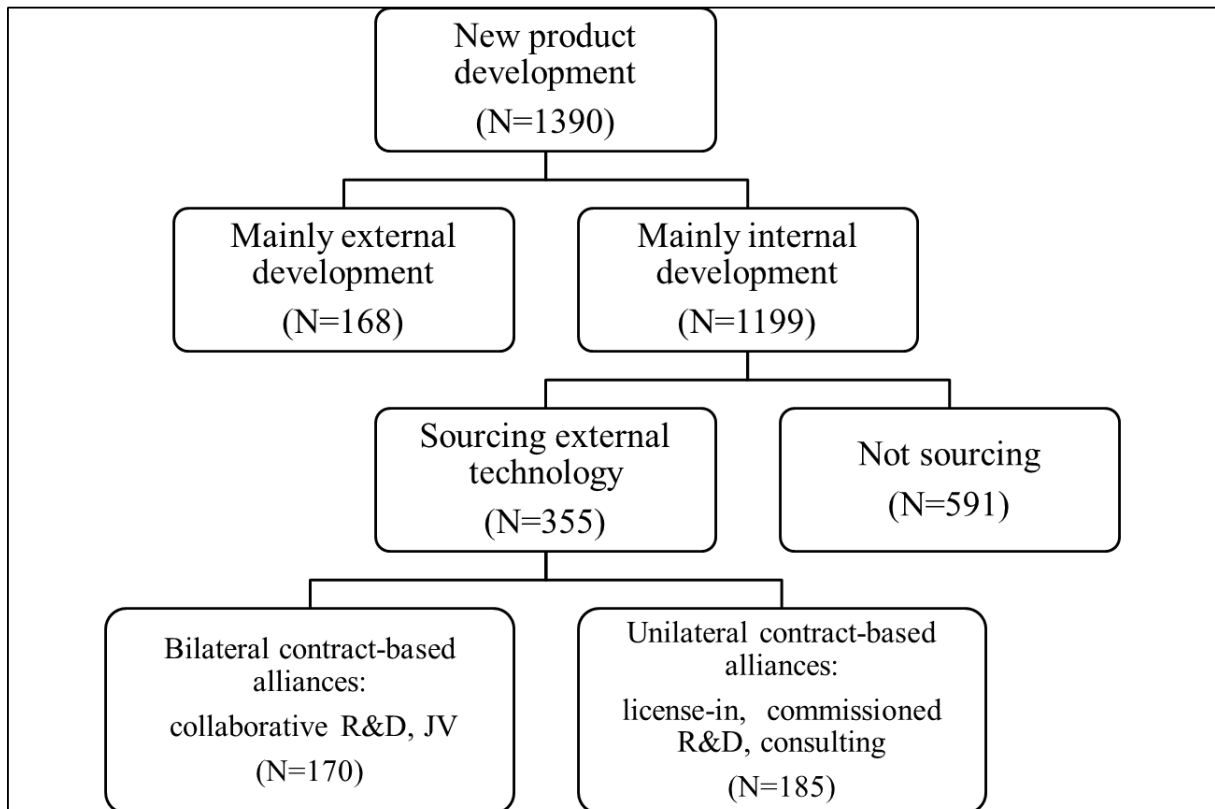 New product
development
(N=1390)
Mainly external
development
(N=168)
Mainly internal
development
(N=1199)
Sourcing external
technology
(N=355)
Not sourcing
(N=591)
Bilateral contract-based
alliances:
collaborative R&D, JV
(N=170)
Unilateral contract-based
alliances:
license-in, commissioned
R&D, consulting
(N=185)